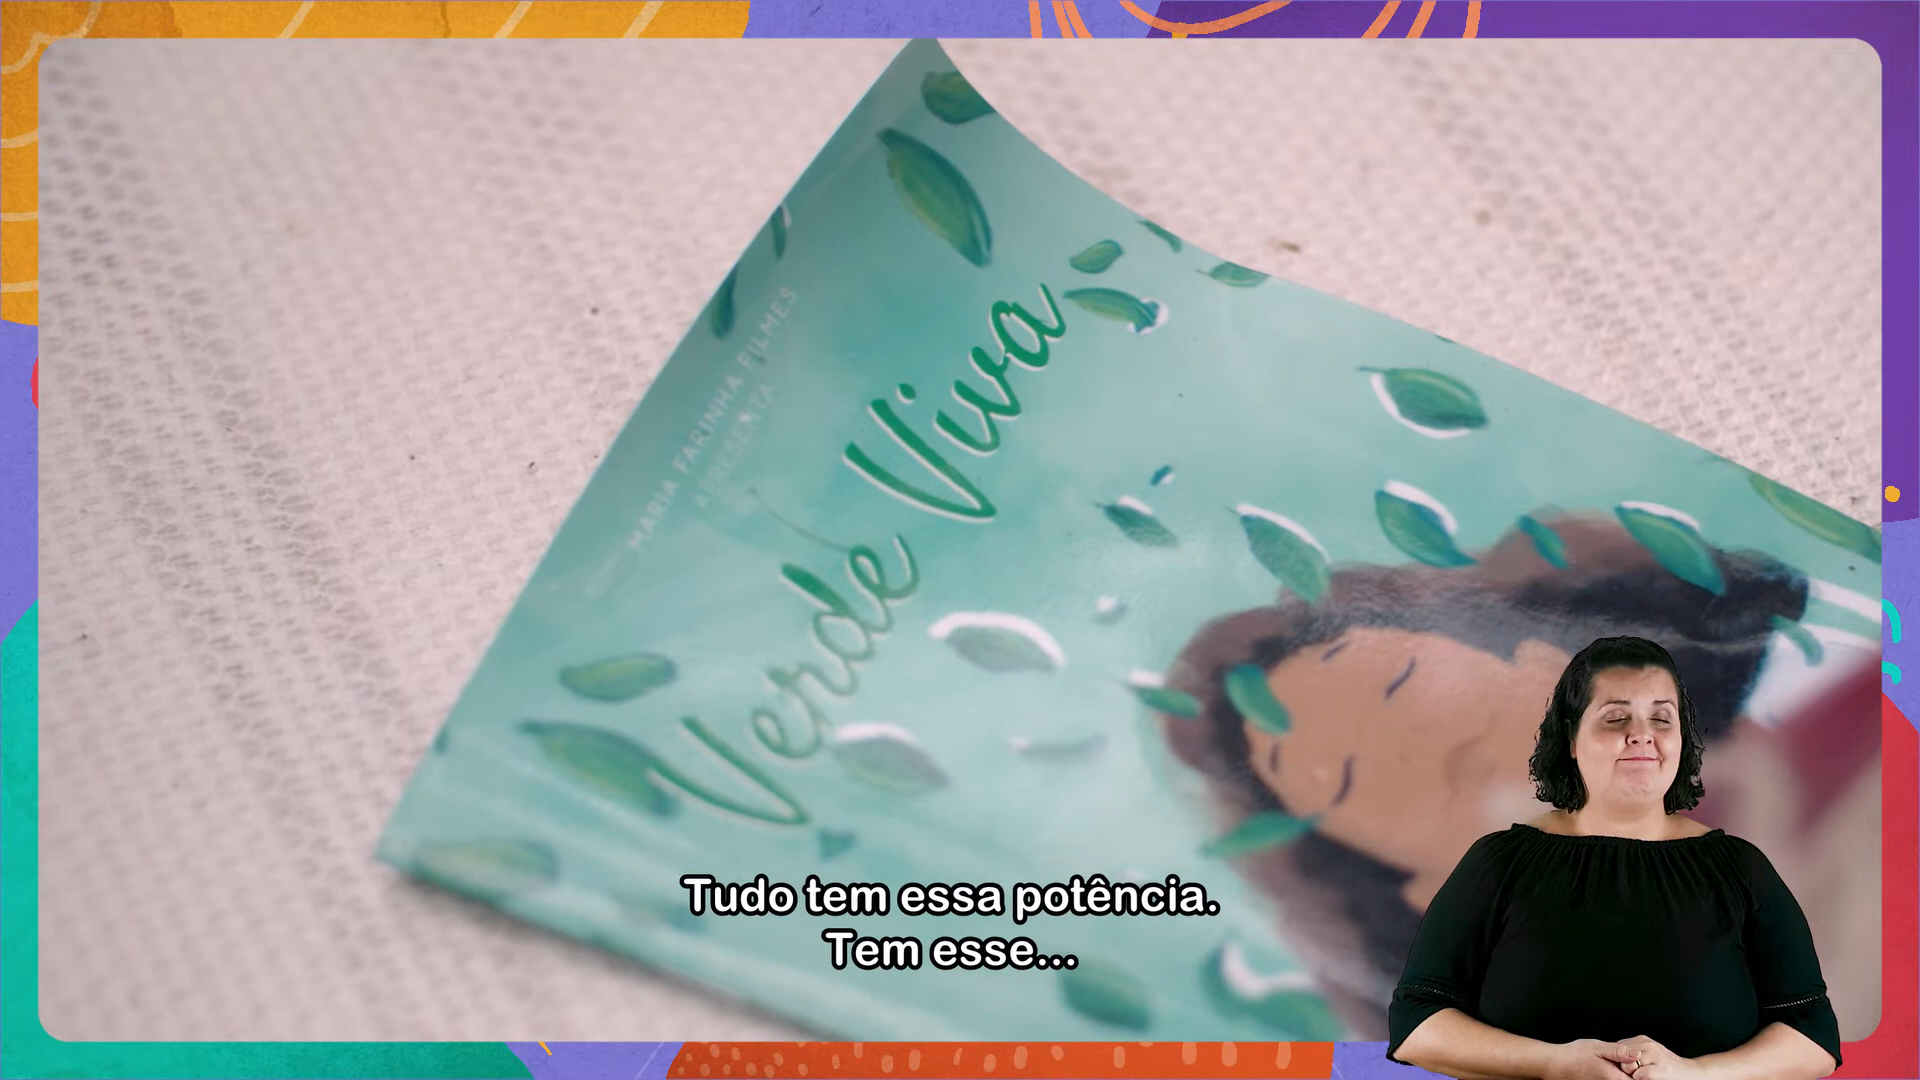 MARIA FARINHA FILMES
APRESENTA
Verde Viva
Tudo tem essa potência.
Tem esse...